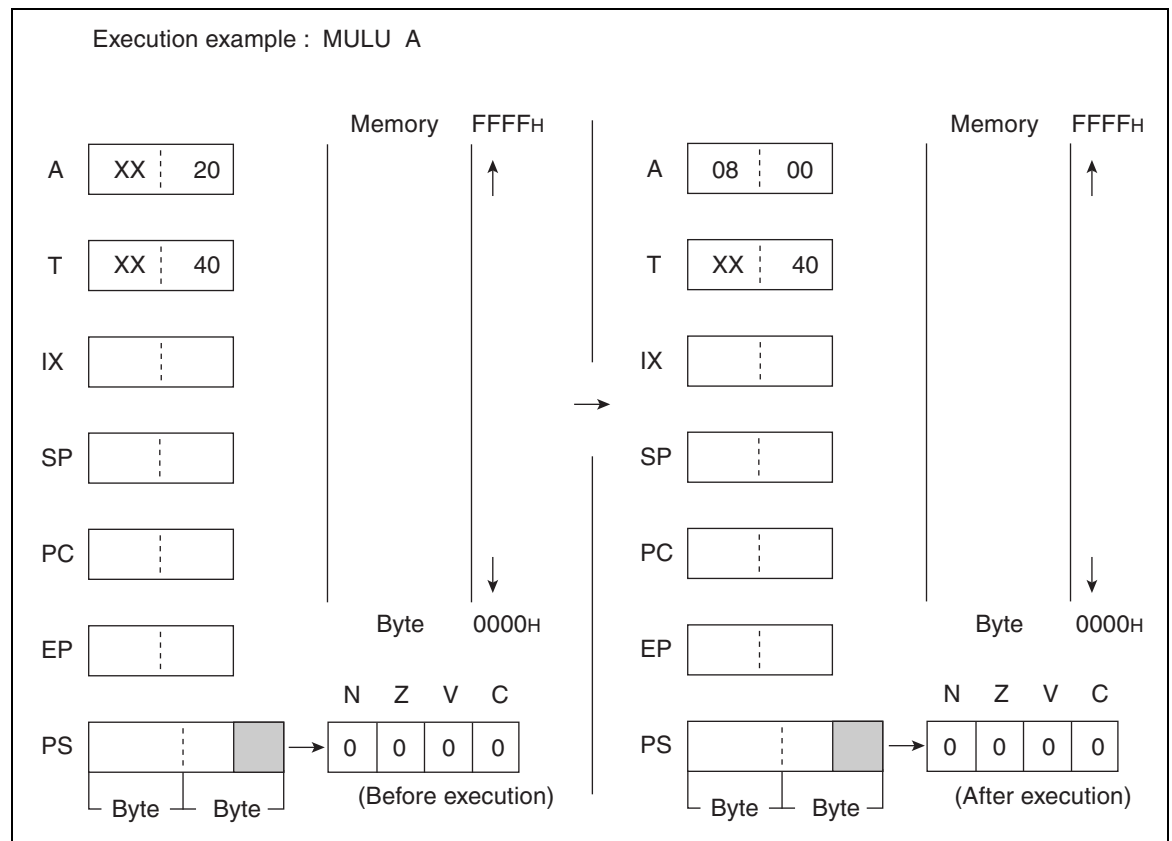 Execution example : MULU A
Memory FFFFH
A XX 20
T XX 40
IX
SP
PC
Byte 0000H
EP
N Z V C
PS 0 0 0 0
(Before execution)
Byte Byte
Memory FFFFH
A 08 00
T XX 40
IX
SP
PC
Byte 0000H
EP
N Z V C
PS 0 0 0 0
(After execution)
Byte Byte